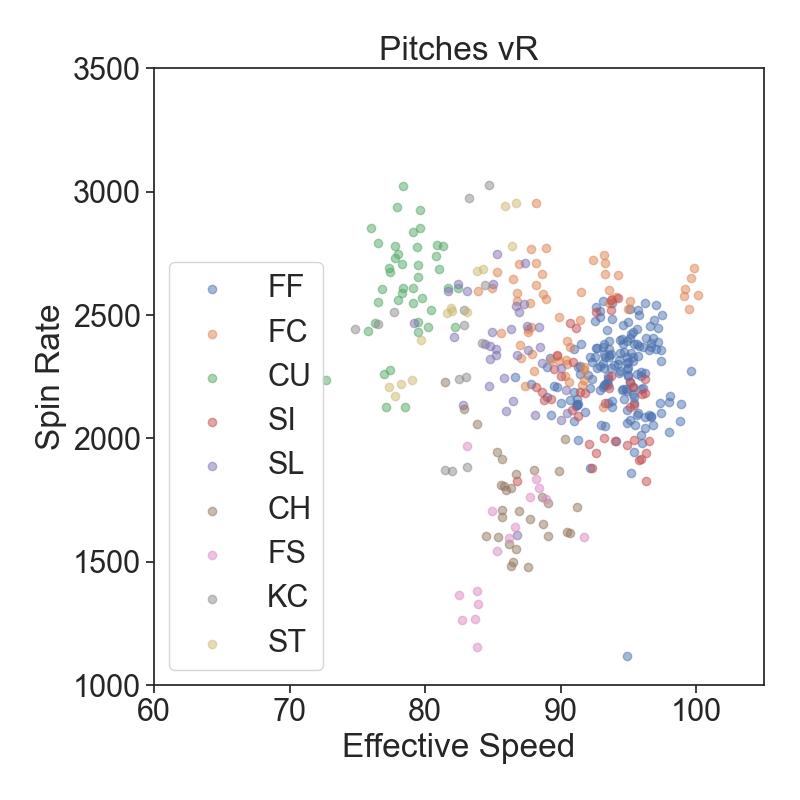 Pitches vR
3500
3000
2500
2000
1500
1000
Spin Rate
FF
FC
CU
SI
SL
CH
FS
KC
ST
60 70 80 90 100
Effective Speed